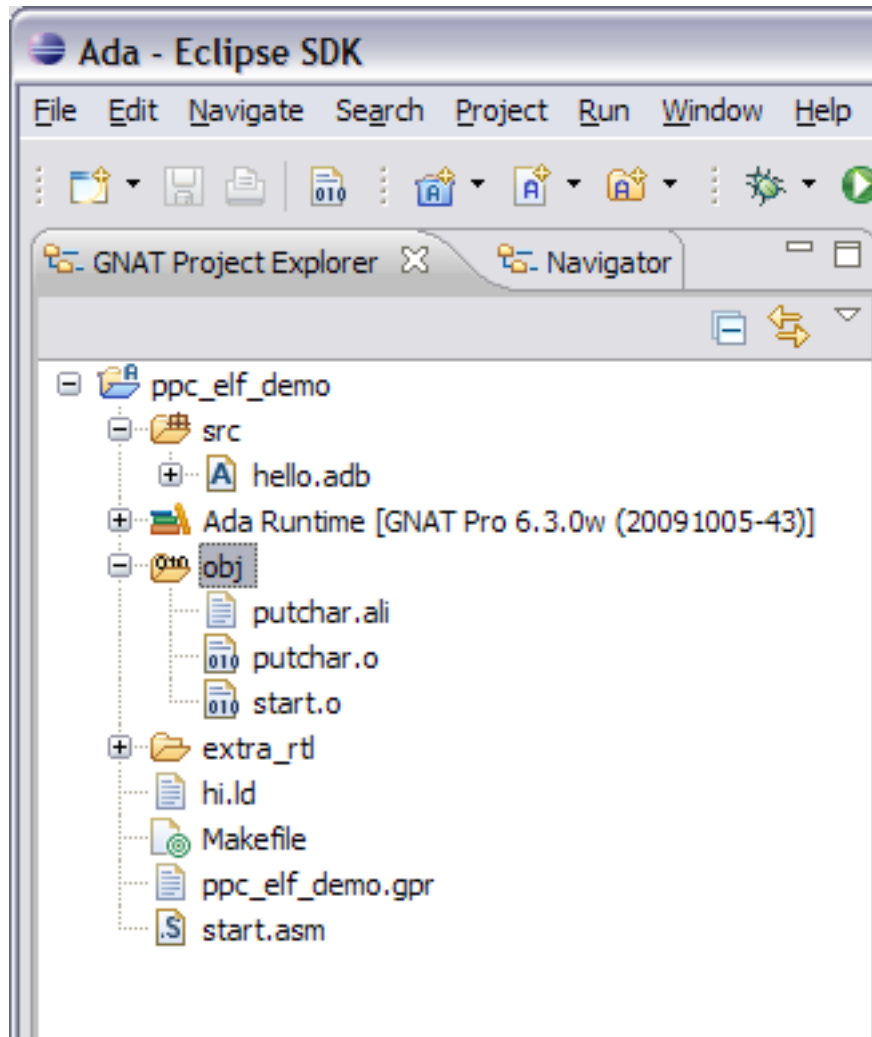 Ada - Eclipse SDK
File Edit Navigate Search Project Run Window Help
GNAT Project Explorer Navigator
ppc_elf_demo
src
hello.adb
Ada Runtime [GNAT Pro 6.3.0w (20091005-43)]
obj
putchar.ali
putchar.o
start.o
extra_rtl
hi.ld
Makefile
ppc_elf_demo.gpr
start.asm